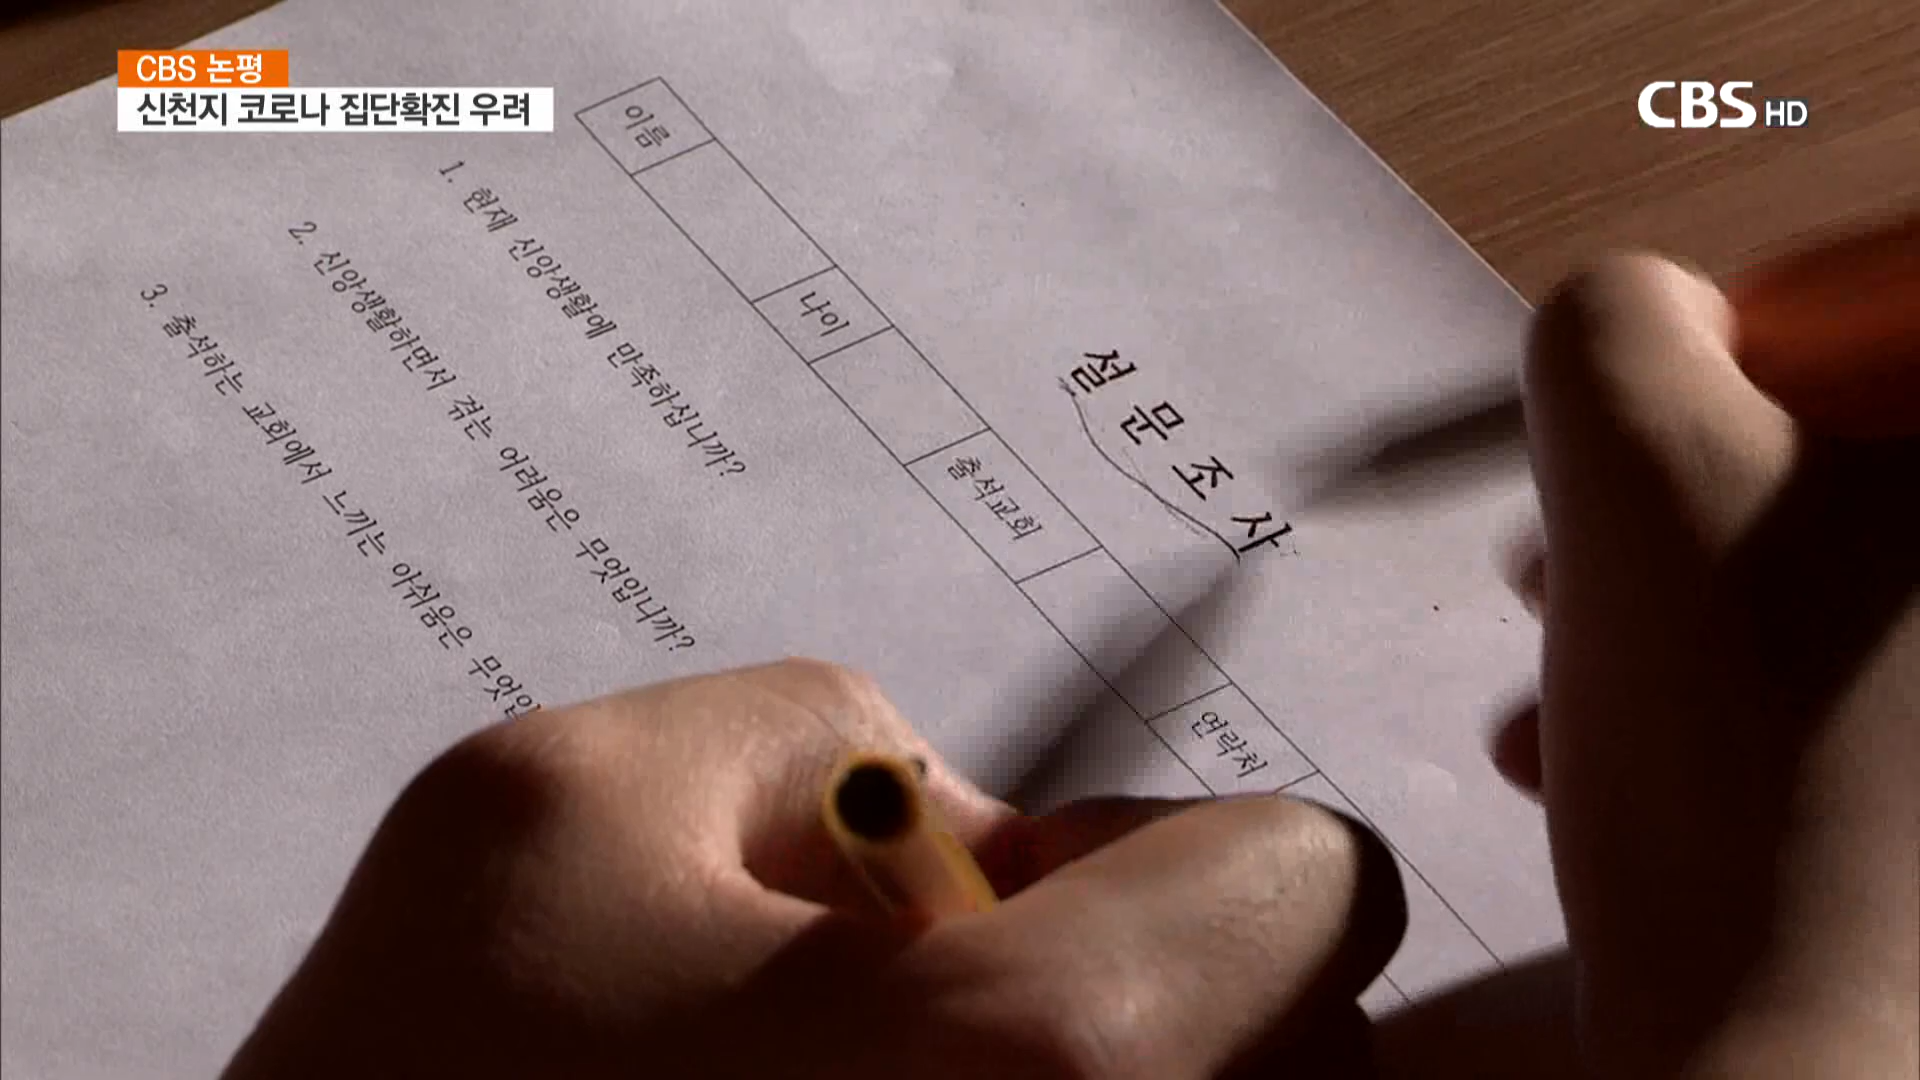 CBS 논평
신천지 코로나 집단확진 우려
CBS HD
설 문 조 사
이름 나이 출석교회 연락처
1. 현재 신앙생활에 만족하십니까?
2. 신앙생활하면서 겪는 어려움은 무엇입니까?
3. 출석하는 교회에서 느끼는 아쉬움은 무엇입